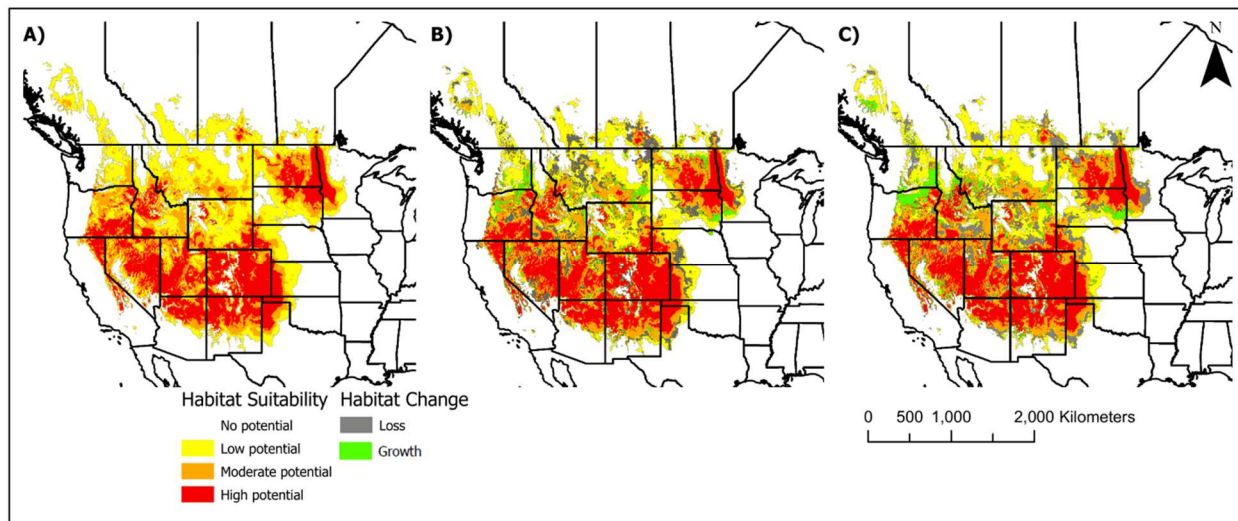 A)
B)
C)
N
Habitat Suitability
No potential
Low potential
Moderate potential
High potential
Habitat Change
Loss
Growth
0 500 1,000 2,000 Kilometers